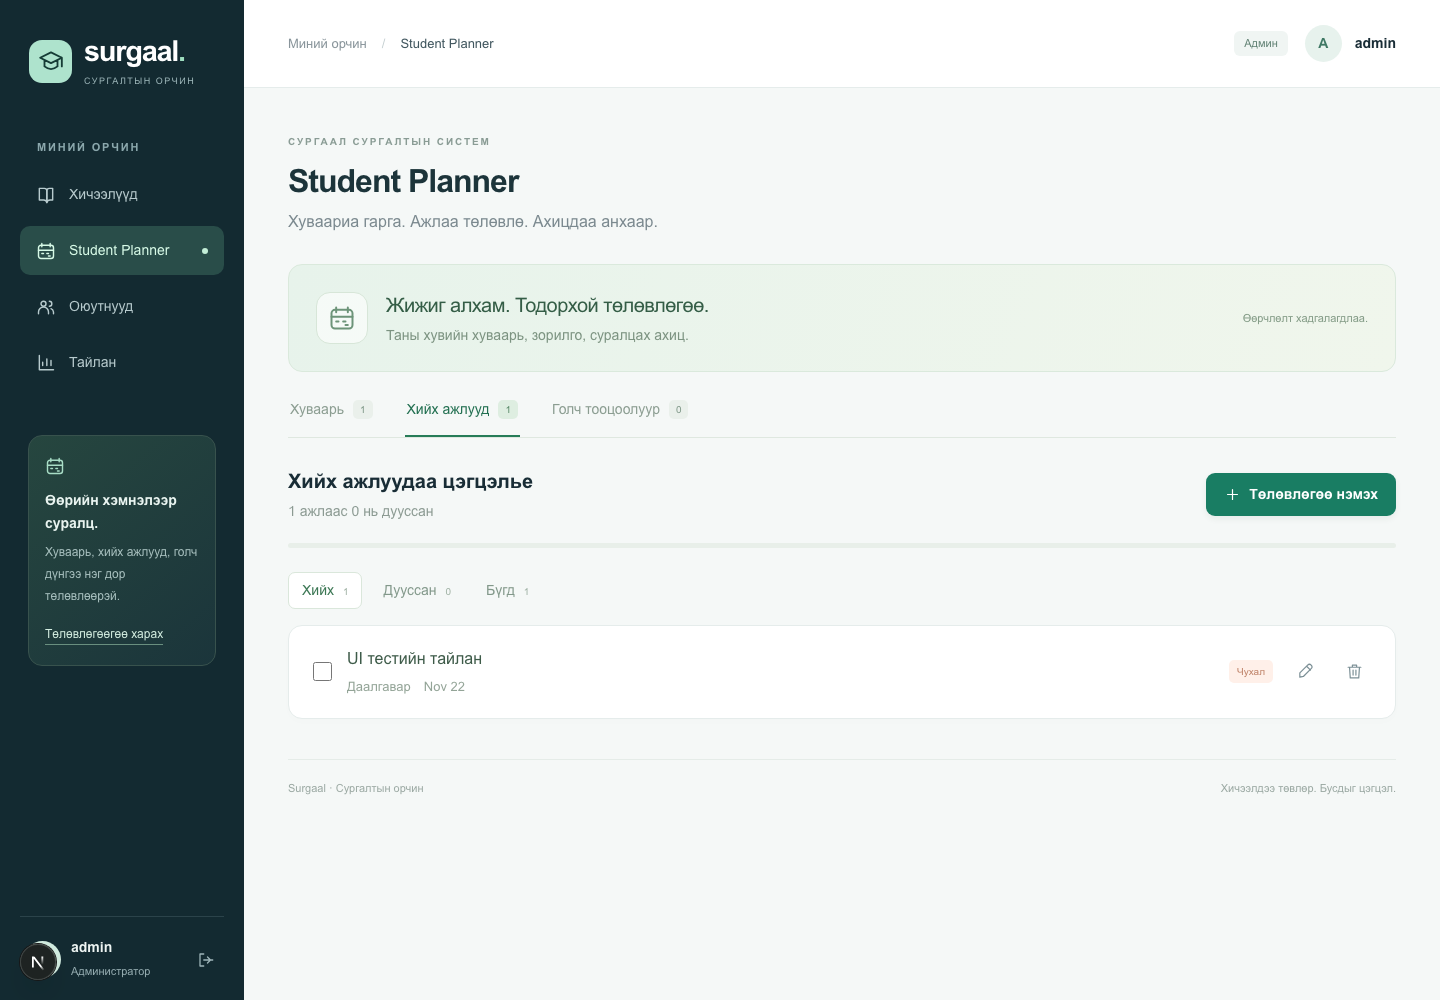 surgaal.
СУРГАЛТЫН ОРЧИН
МИНИЙ ОРЧИН
Хичээлүүд
Student Planner
Оюутнууд
Тайлан
Өөрийн хэмнэлээр
суралц.
Хуваарь, хийх ажлууд, голч
дүнгээ нэг дор
төлөвлөөрэй.
Төлөвлөгөөгөө харах
N
admin
Администратор
Миний орчин / Student Planner
Админ
A
admin
СУРГААЛ СУРГАЛТЫН СИСТЕМ
Student Planner
Хуваариа гарга. Ажлаа төлөвлө. Ахицдаа анхаар.
Жижиг алхам. Тодорхой төлөвлөгөө.
Таны хувийн хуваарь, зорилго, суралцах ахиц.
Өөрчлөлт хадгалагдлаа.
Хуваарь 1
Хийх ажлууд 1
Голч тооцоолуур 0
Хийх ажлуудаа цэгцэлье
1 ажлаас 0 нь дууссан
+ Төлөвлөгөө нэмэх
Хийх 1
Дууссан 0
Бүгд 1
UI тестийн тайлан
Даалгавар Nov 22
Чухал
Surgaal · Сургалтын орчин
Хичээлдээ төвлөр. Бусдыг цэгцэл.